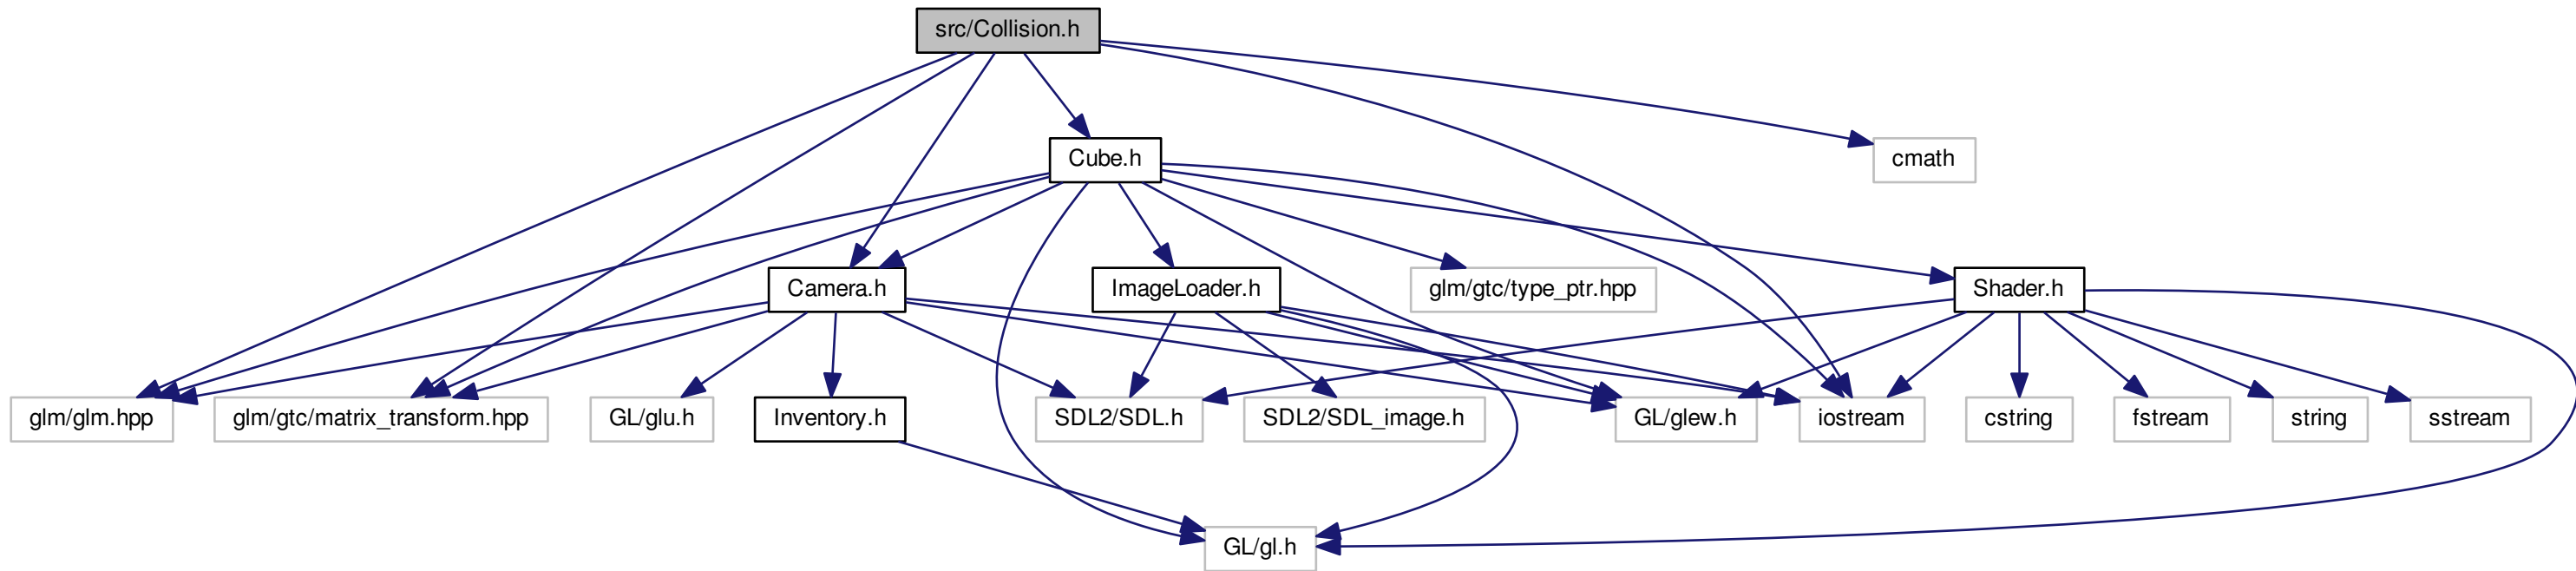 src/Collision.h
Cube.h
cmath
Camera.h
ImageLoader.h
glm/gtc/type_ptr.hpp
Shader.h
glm/glm.hpp
glm/gtc/matrix_transform.hpp
GL/glu.h
Inventory.h
SDL2/SDL.h
SDL2/SDL_image.h
GL/glew.h
iostream
cstring
fstream
string
sstream
GL/gl.h